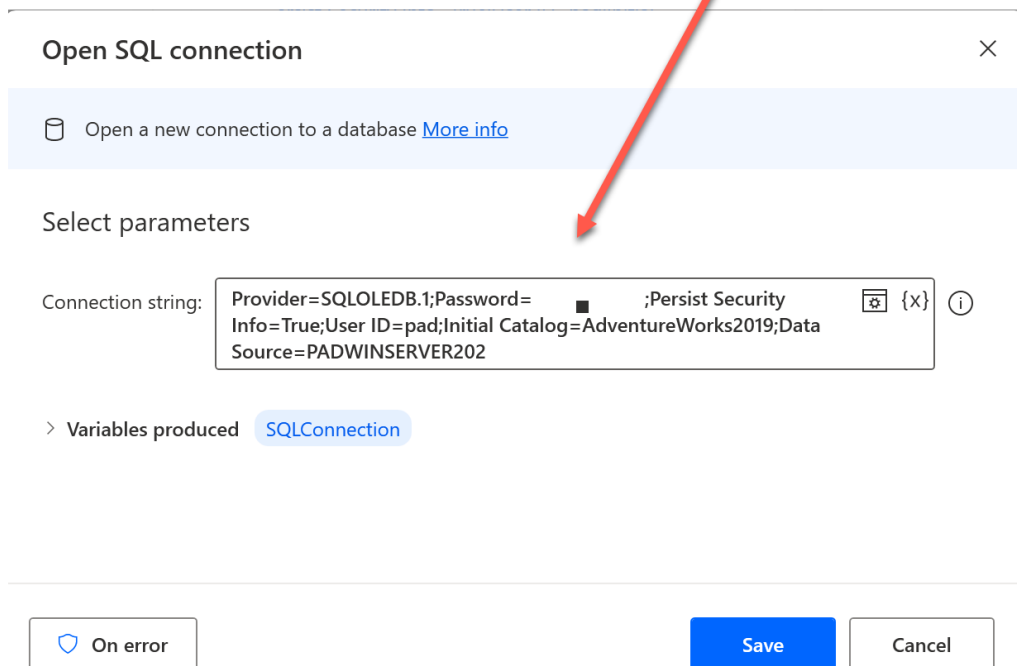 Open SQL connection
Open a new connection to a database More info
Select parameters
Connection string:
Provider=SQLOLEDB.1;Password= ;Persist Security
Info=True;User ID=pad;Initial Catalog=AdventureWorks2019;Data
Source=PADWINSERVER202
{x}
Variables produced SQLConnection
On error
Save
Cancel